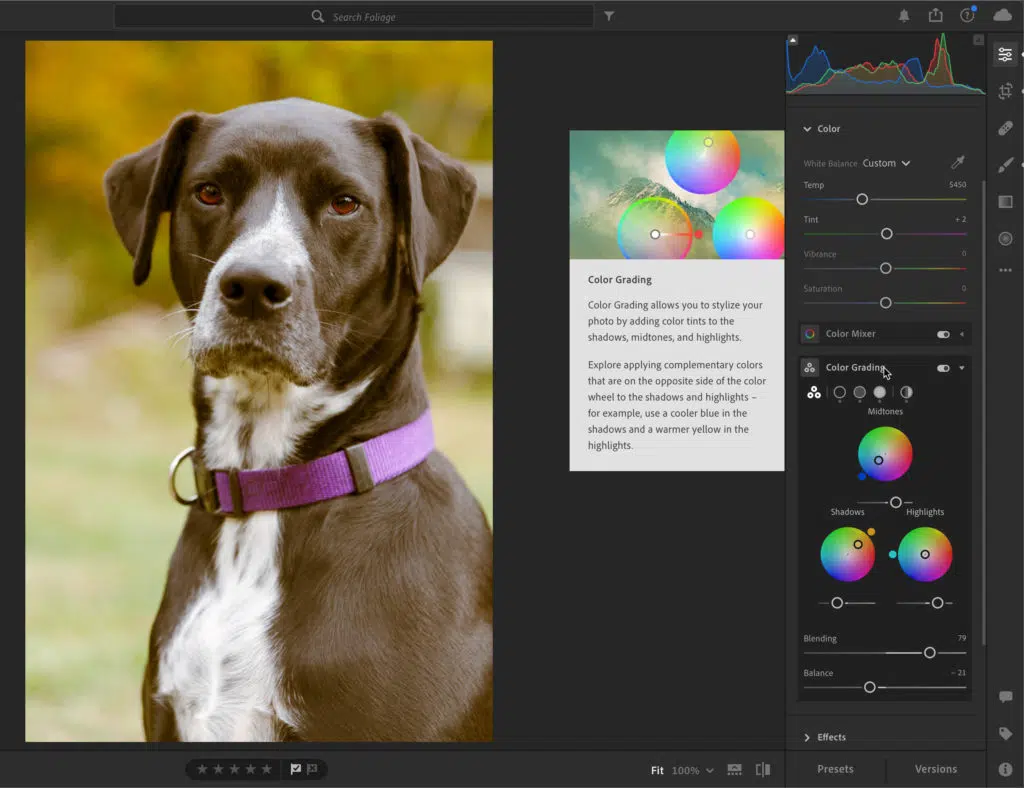 Search Foliage
Color
White Balance Custom
Temp 5450
Tint + 2
Vibrance 0
Saturation 0
Color Mixer
Color Grading
Midtones
Shadows Highlights
Blending 79
Balance – 21
Effects
Presets Versions
Color Grading
Color Grading allows you to stylize your
photo by adding color tints to the
shadows, midtones, and highlights.
Explore applying complementary colors
that are on the opposite side of the color
wheel to the shadows and highlights –
for example, use a cooler blue in the
shadows and a warmer yellow in the
highlights.
Fit 100%